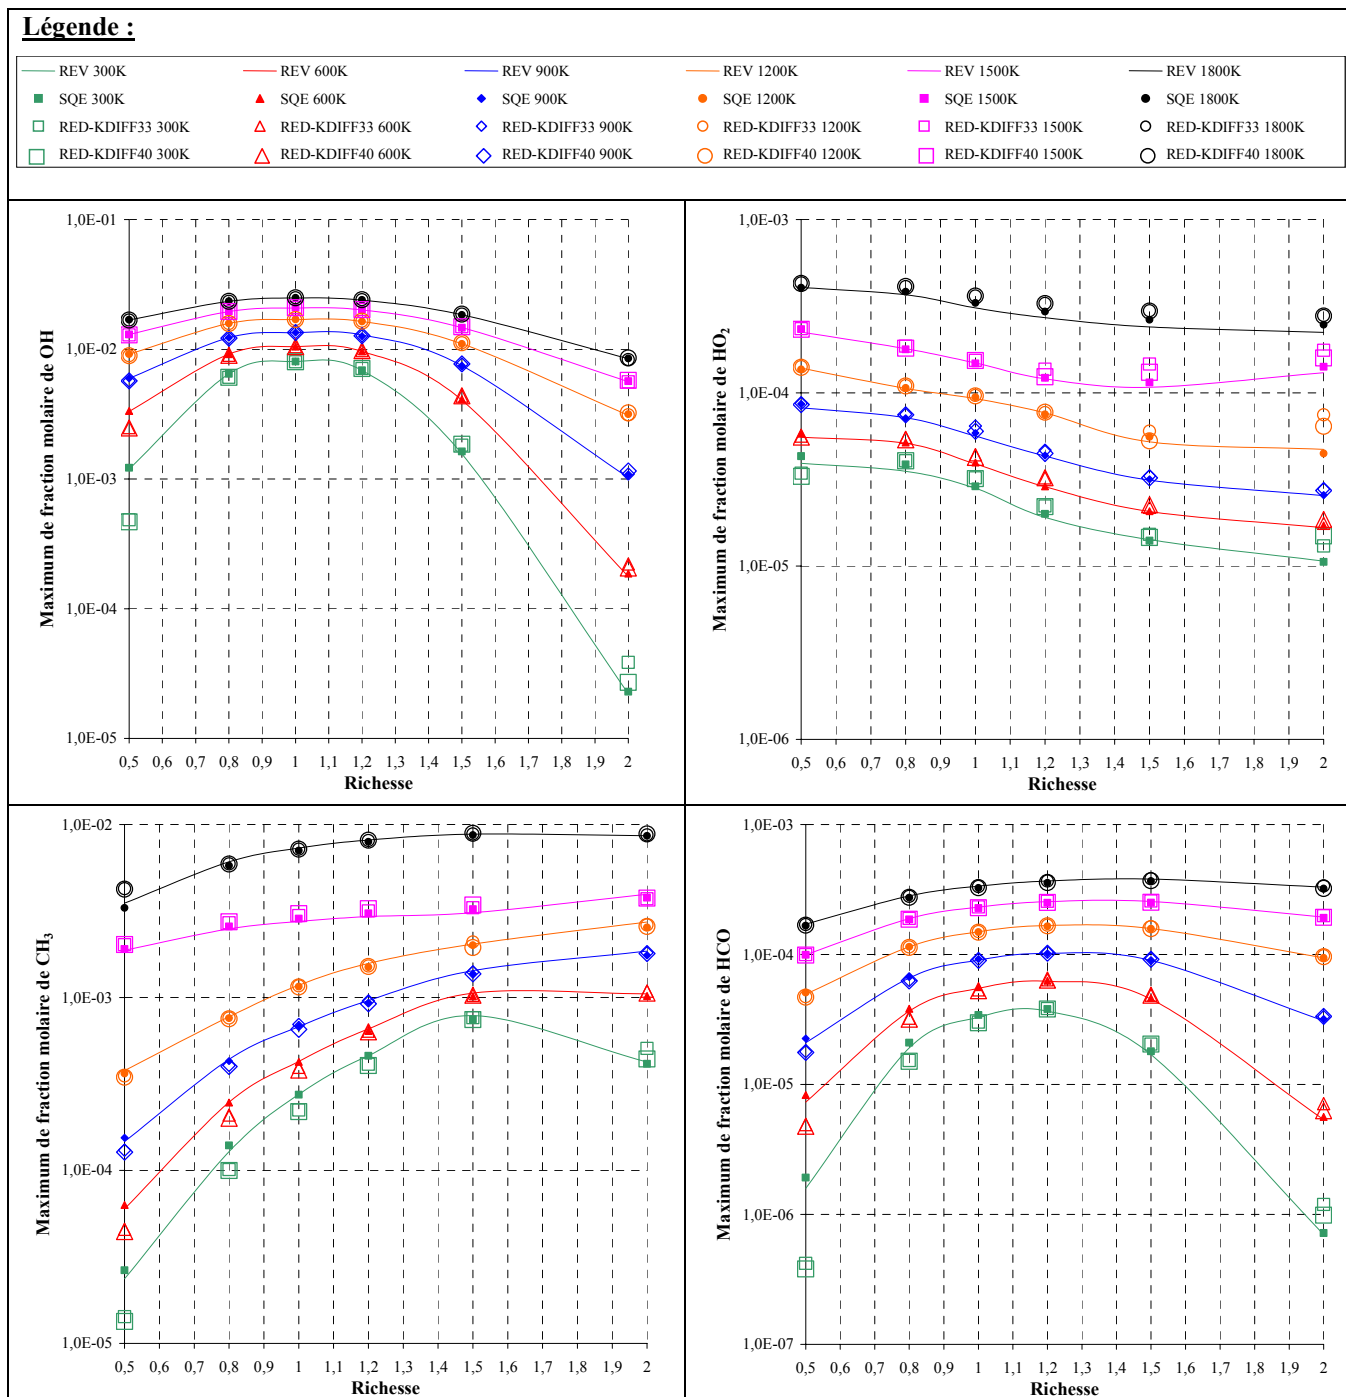 Légende :
REV 300K REV 600K REV 900K REV 1200K REV 1500K REV 1800K
SQE 300K SQE 600K SQE 900K SQE 1200K SQE 1500K SQE 1800K
RED-KDIFF33 300K RED-KDIFF33 600K RED-KDIFF33 900K RED-KDIFF33 1200K RED-KDIFF33 1500K RED-KDIFF33 1800K
RED-KDIFF40 300K RED-KDIFF40 600K RED-KDIFF40 900K RED-KDIFF40 1200K RED-KDIFF40 1500K RED-KDIFF40 1800K
Maximum de fraction molaire de OH
1,0E-01
1,0E-02
1,0E-03
1,0E-04
1,0E-05
0,5 0,6 0,7 0,8 0,9 1 1,1 1,2 1,3 1,4 1,5 1,6 1,7 1,8 1,9 2
Richesse
Maximum de fraction molaire de HO2
1,0E-03
1,0E-04
1,0E-05
1,0E-06
0,5 0,6 0,7 0,8 0,9 1 1,1 1,2 1,3 1,4 1,5 1,6 1,7 1,8 1,9 2
Richesse
Maximum de fraction molaire de CH3
1,0E-02
1,0E-03
1,0E-04
1,0E-05
0,5 0,6 0,7 0,8 0,9 1 1,1 1,2 1,3 1,4 1,5 1,6 1,7 1,8 1,9 2
Richesse
Maximum de fraction molaire de HCO
1,0E-03
1,0E-04
1,0E-05
1,0E-06
1,0E-07
0,5 0,6 0,7 0,8 0,9 1 1,1 1,2 1,3 1,4 1,5 1,6 1,7 1,8 1,9 2
Richesse